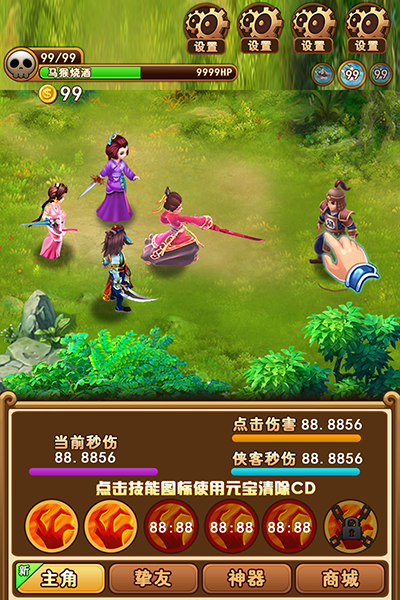 设置 设置 设置 设置
99/99
马猴烧酒 9999HP
99 99
S 99
点击伤害 88.8856
当前秒伤
88.8856
侠客秒伤 88.8856
点击技能图标使用元宝清除CD
88:88 88:88 88:88
新
主角 挚友 神器 商城